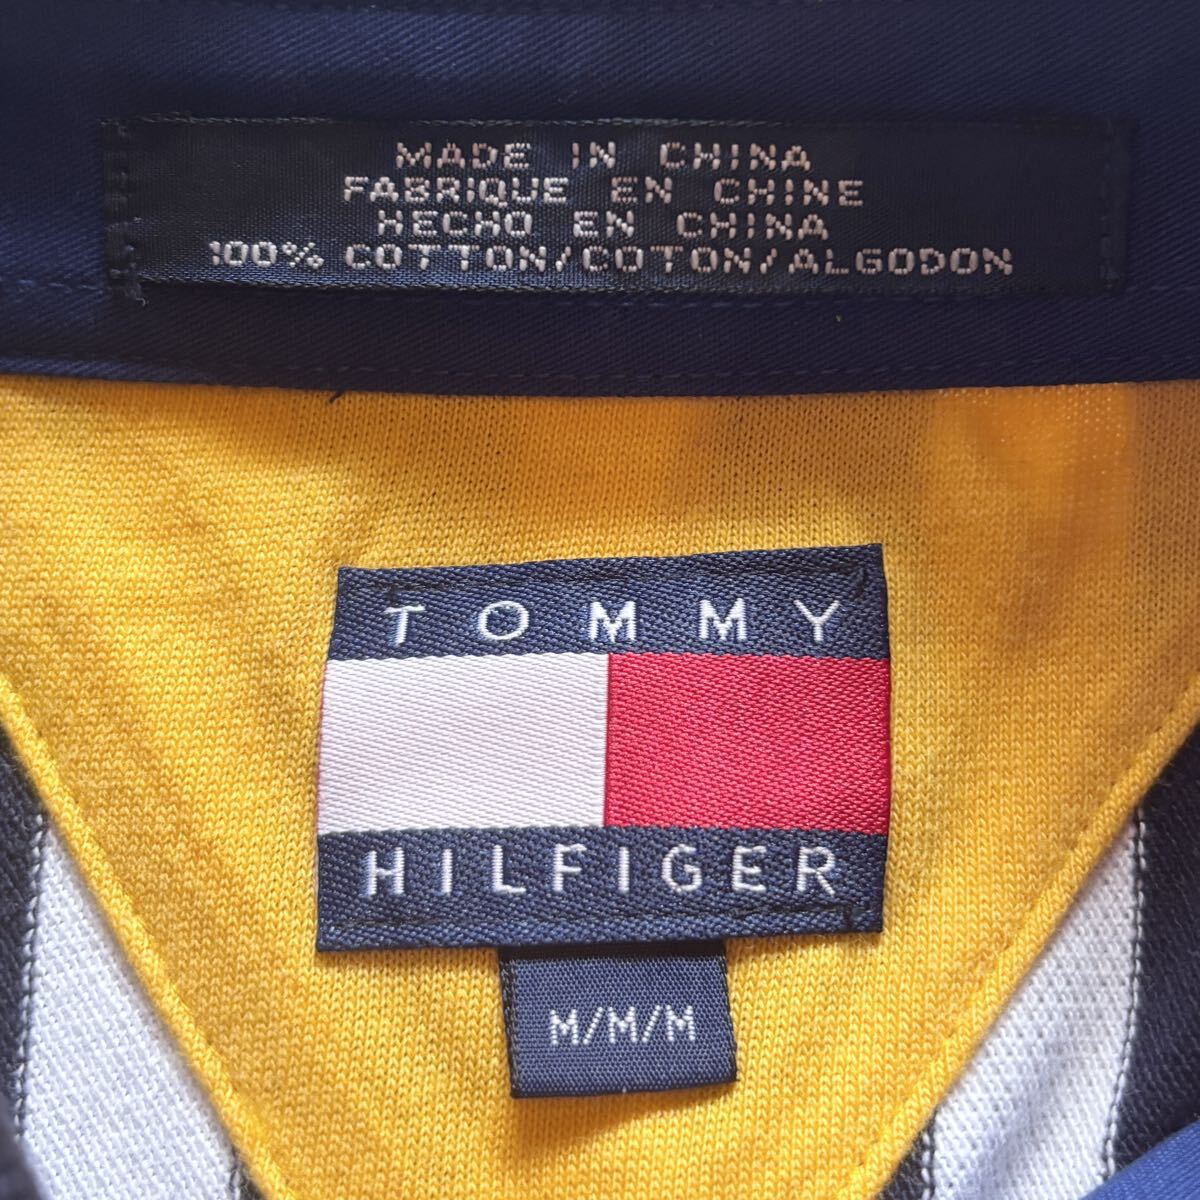 MADE IN CHINA
FABRIQUE EN CHINE
HECHO EN CHINA
100% COTTON/COTON/ALGODON
TOMMY
HILFIGER
M/M/M